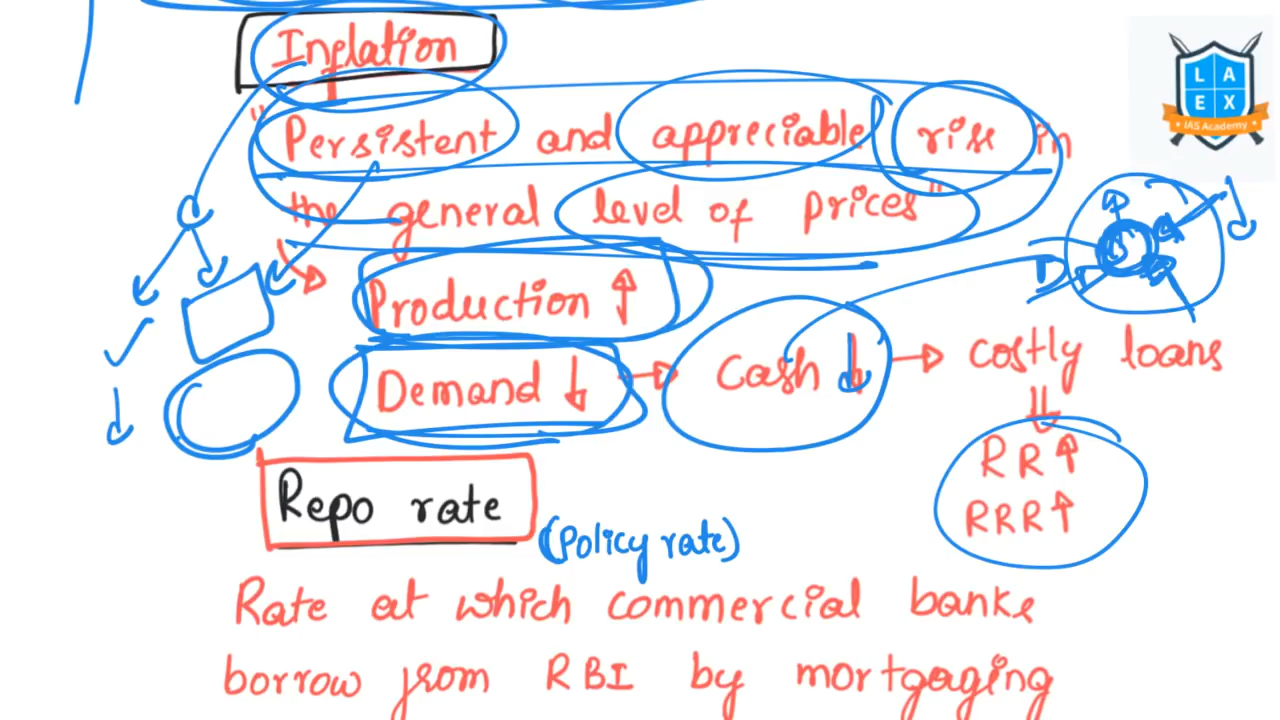 Inflation
"Persistent and appreciable rise in
the general level of prices"
Production ↑
Demand ↓ → Cash ↓ → costly loans
RR↑
RRR↑
Repo rate
(Policy rate)
Rate at which commercial banks
borrow from RBI by mortgaging
L A
E X
IAS Academy